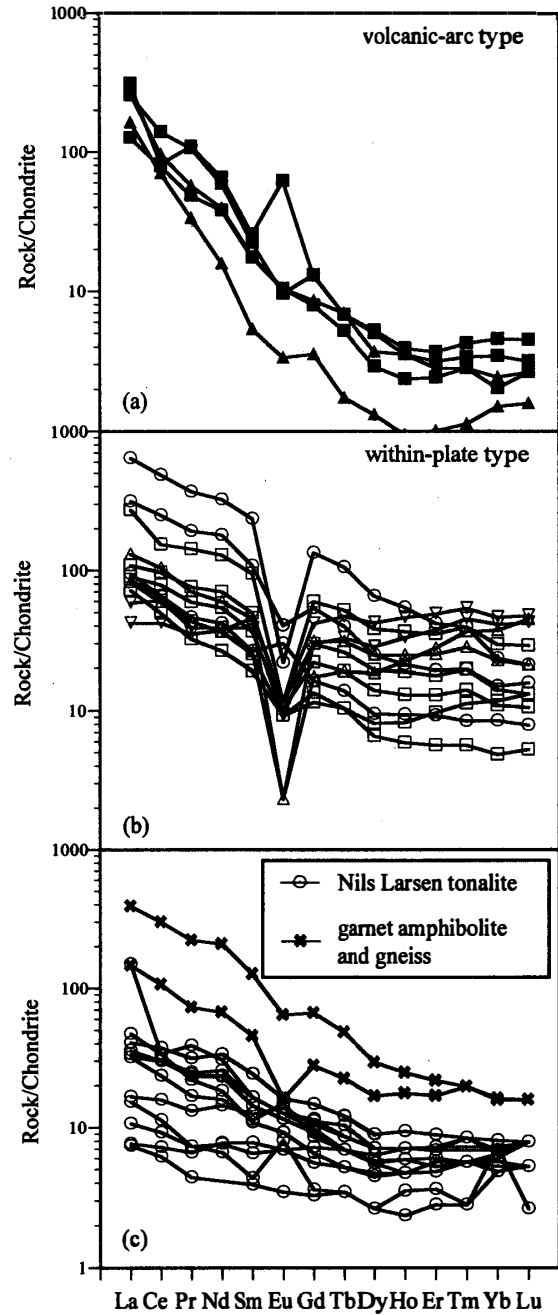 1000
volcanic-arc type
100
Rock/Chondrite
10
(a)
1000
within-plate type
100
Rock/Chondrite
10
(b)
1000
Nils Larsen tonalite
garnet amphibolite
and gneiss
100
Rock/Chondrite
10
(c)
1
La Ce Pr Nd Sm Eu Gd Tb Dy Ho Er Tm Yb Lu